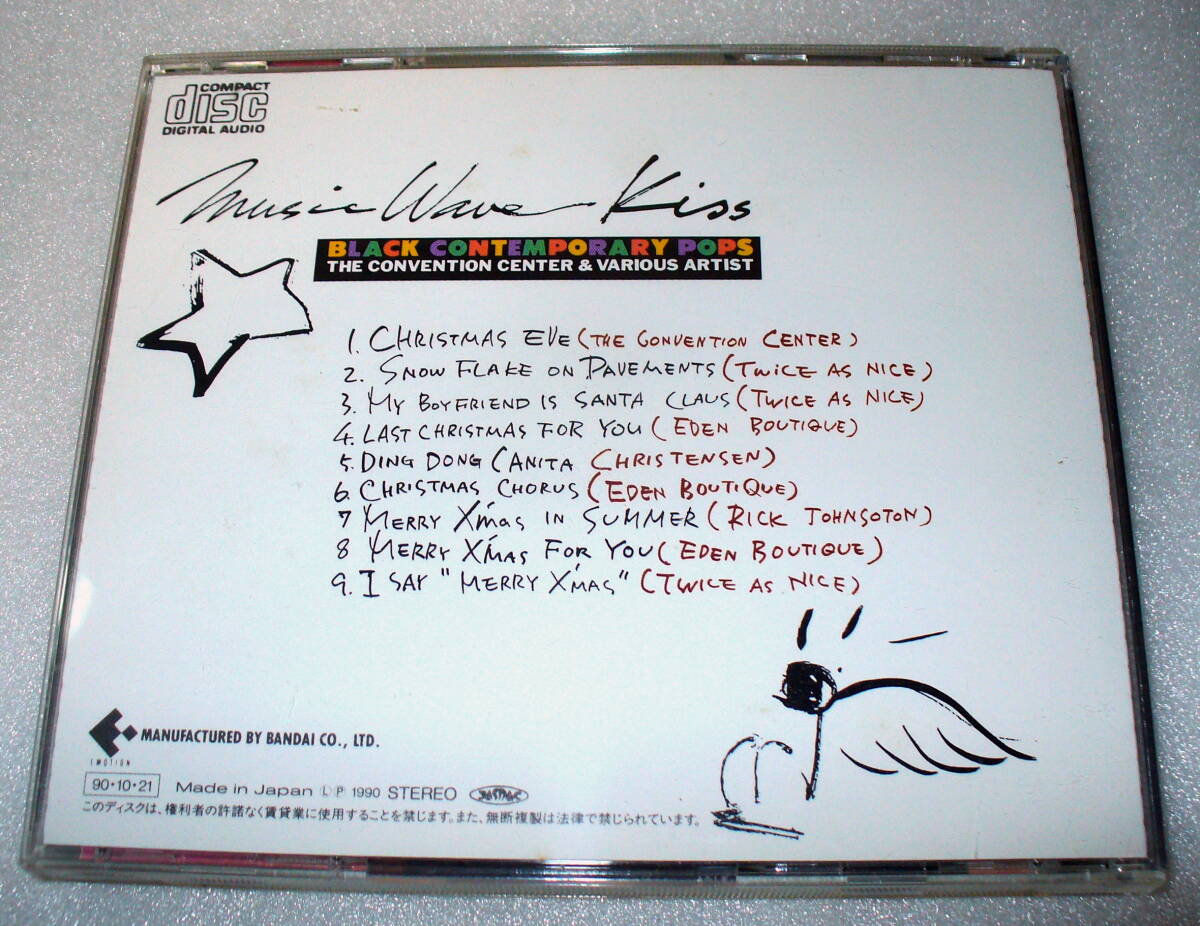 COMPACT
disc
DIGITAL AUDIO
Music Wave Kiss
BLACK CONTEMPORARY POPS
THE CONVENTION CENTER & VARIOUS ARTIST
1. CHRISTMAS EVE (THE CONVENTION CENTER)
2. SNOW FLAKE ON PAVEMENTS (TWICE AS NICE)
3. MY BOYFRIEND IS SANTA CLAUS (TWICE AS NICE)
4. LAST CHRISTMAS FOR YOU (EDEN BOUTIQUE)
5. DING DONG (ANITA CHRISTENSEN)
6. CHRISTMAS CHORUS (EDEN BOUTIQUE)
7 MERRY X'mas IN SUMMER (RICK JOHNSOTON)
8 MERRY X'MAS FOR YOU (EDEN BOUTIQUE)
9. I SAY "MERRY X'MAS" (TWICE AS NICE)
EMOTION
MANUFACTURED BY BANDAI CO., LTD.
90・10・21 Made in Japan Ⓛ Ⓟ 1990 STEREO JASRAC
このディスクは、権利者の許諾なく賃貸業に使用することを禁じます。また、無断複製は法律で禁じられています。